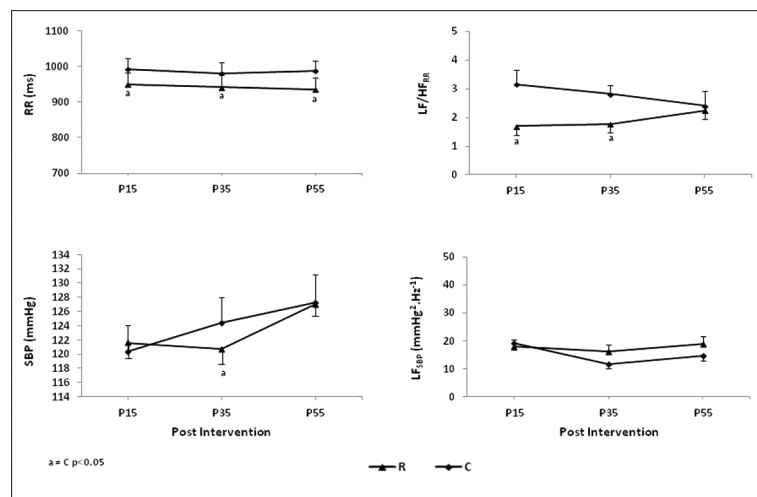 RR (ms)
1100
1000
900
800
700
a
a
a
P15
P35
P55
LF/HF_RR
5
4
3
2
1
0
a
a
P15
P35
P55
SBP (mmHg)
134
132
130
128
126
124
122
120
118
116
114
a
P15
P35
P55
Post Intervention
LF_SBP (mmHg².Hz⁻¹)
50
40
30
20
10
0
P15
P35
P55
Post Intervention
a ≠ C p<0.05
R
C